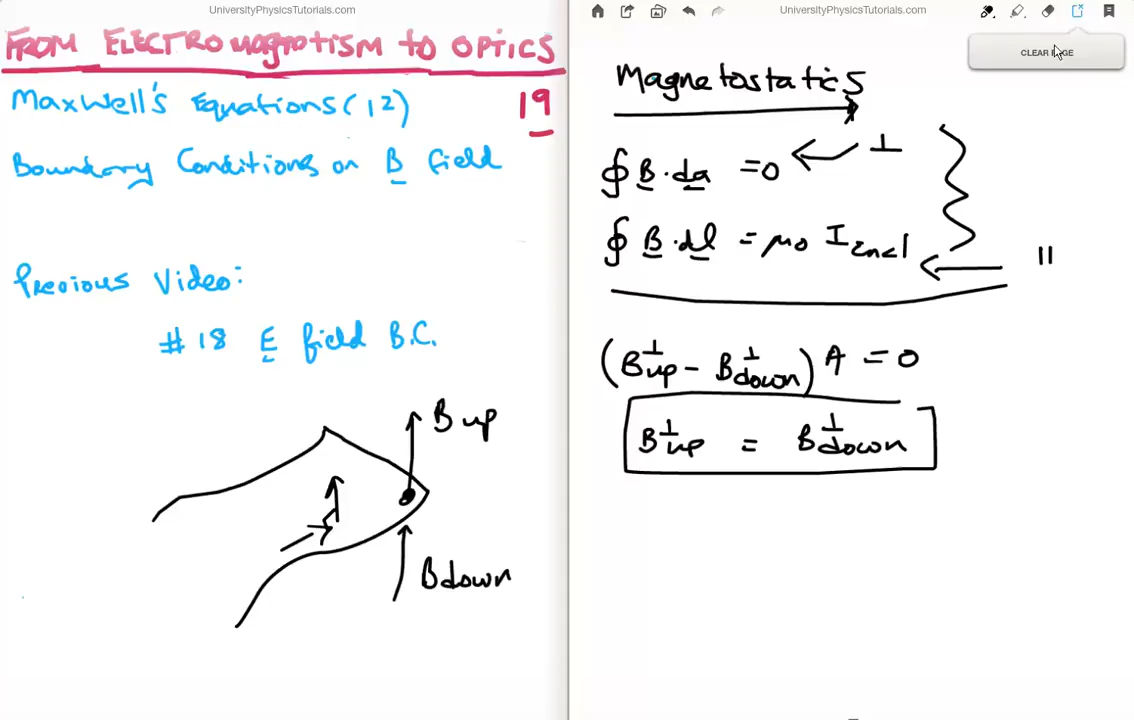 UniversityPhysicsTutorials.com
FROM ELECTROMAGNETISM to OPTICS
Maxwell's Equations (12) 19
Boundary Conditions on B field
Previous Video:
# 18 E field B.C.
B up
B down
UniversityPhysicsTutorials.com
CLEAR PAGE
Magnetostatics
∮ B · da = 0 ⊥
∮ B · dl = μ0 I encl ||
(B⊥up - B⊥down) A = 0
B⊥up = B⊥down